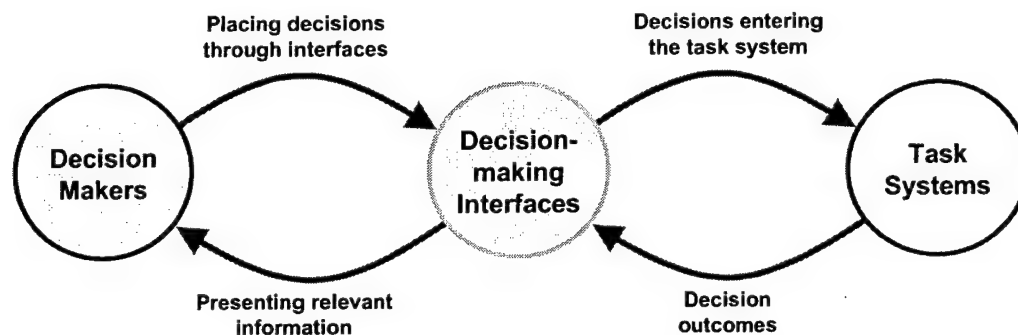 Placing decisions
through interfaces
Decisions entering
the task system
Decision
Makers
Decision-
making
Interfaces
Task
Systems
Presenting relevant
information
Decision
outcomes